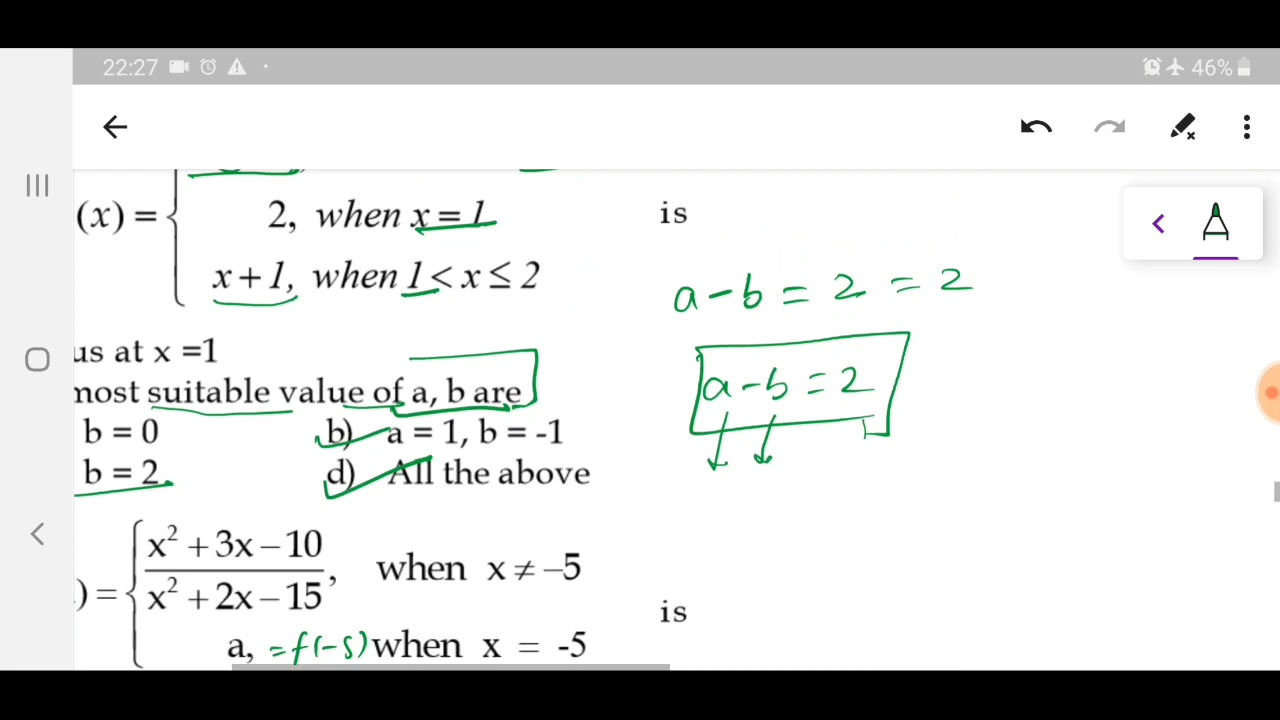 22:27 46%
(x) = 2, when x = 1 is
x + 1, when 1 < x ≤ 2
a - b = 2 = 2
us at x =1
a - b = 2
most suitable value of a, b are
b = 0 b) a = 1, b = -1
b = 2 d) All the above
) = x² + 3x − 10 / x² + 2x − 15 , when x ≠ −5
is
a, = f(-5) when x = -5